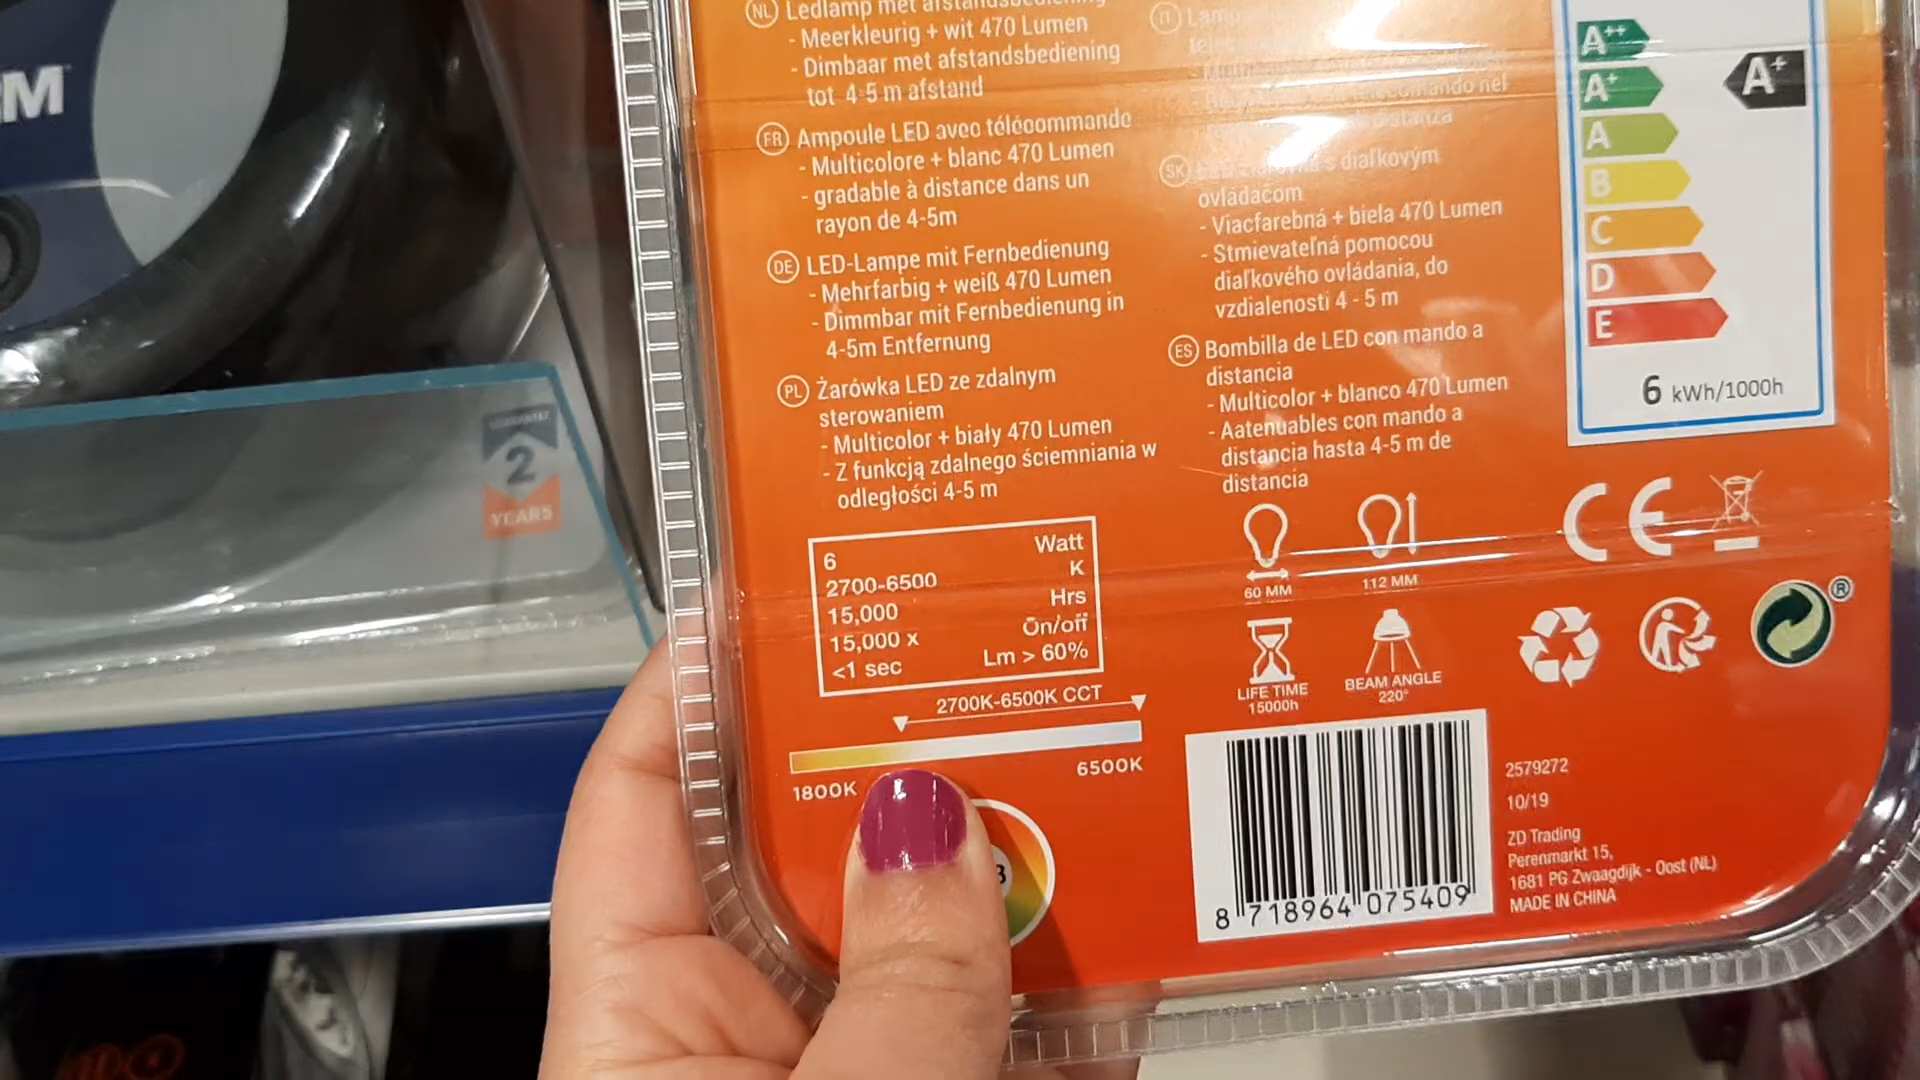 NL Ledlamp met afstandsbediening
- Meerkleurig + wit 470 Lumen
- Dimbaar met afstandsbediening
tot 4-5 m afstand
FR Ampoule LED avec télécommande
- Multicolore + blanc 470 Lumen
- gradable à distance dans un
rayon de 4-5m
DE LED-Lampe mit Fernbedienung
- Mehrfarbig + weiß 470 Lumen
- Dimmbar mit Fernbedienung in
4-5m Entfernung
PL Żarówka LED ze zdalnym
sterowaniem
- Multicolor + biały 470 Lumen
- Z funkcją zdalnego ściemniania w
odległości 4-5 m
IT
telecomando nel
distanza
SK s diaľkovým
ovládačom
- Viacfarebná + biela 470 Lumen
- Stmievateľná pomocou
diaľkového ovládania, do
vzdialenosti 4 - 5 m
ES Bombilla de LED con mando a
distancia
- Multicolor + blanco 470 Lumen
- Aatenuables con mando a
distancia hasta 4-5 m de
distancia
A++
A+ A+
A
B
C
D
E
6 kWh/1000h
6 Watt
2700-6500 K
15,000 Hrs
15,000 x On/off
<1 sec Lm > 60%
2700K-6500K CCT
1800K 6500K
60 MM
112 MM
CE
LIFE TIME
15000h
BEAM ANGLE
220°
®
8 718964 075409
2579272
10/19
ZD Trading
Perenmarkt 15,
1681 PG Zwaagdijk - Oost (NL)
MADE IN CHINA
2
YEARS